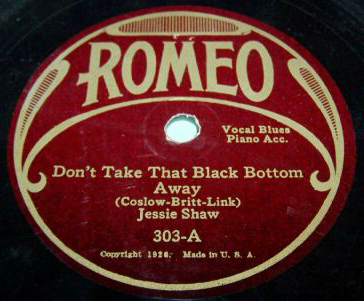 ROMEO
Vocal Blues
Piano Acc.
Don't Take That Black Bottom
Away
(Coslow-Britt-Link)
Jessie Shaw
303-A
Copyright 1926. Made in U. S. A.